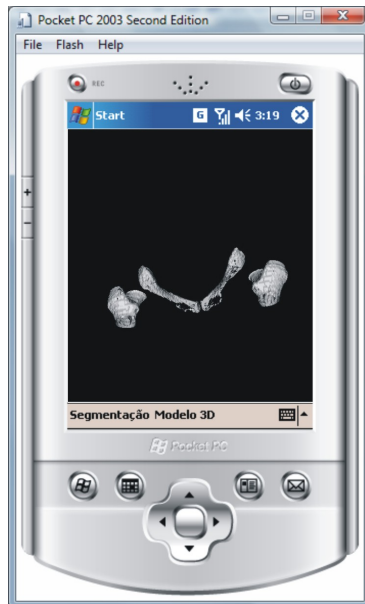 Pocket PC 2003 Second Edition
File Flash Help
REC
Start G 3:19
+
−
Segmentação Modelo 3D
Pocket PC